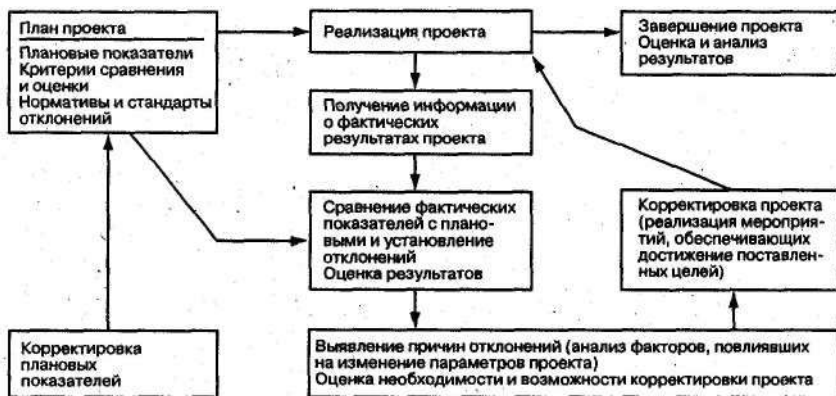 План проекта
Плановые показатели
Критерии сравнения
и оценки
Нормативы и стандарты
отклонений
Реализация проекта
Завершение проекта
Оценка и анализ
результатов
Получение информации
о фактических
результатах проекта
Сравнение фактических
показателей с плано-
выми и установление
отклонений
Оценка результатов
Корректировка проекта
(реализация мероприя-
тий, обеспечивающих
достижение поставлен-
ных целей)
Корректировка
плановых
показателей
Выявление причин отклонений (анализ факторов, повлиявших
на изменение параметров проекта)
Оценка необходимости и возможности корректировки проекта